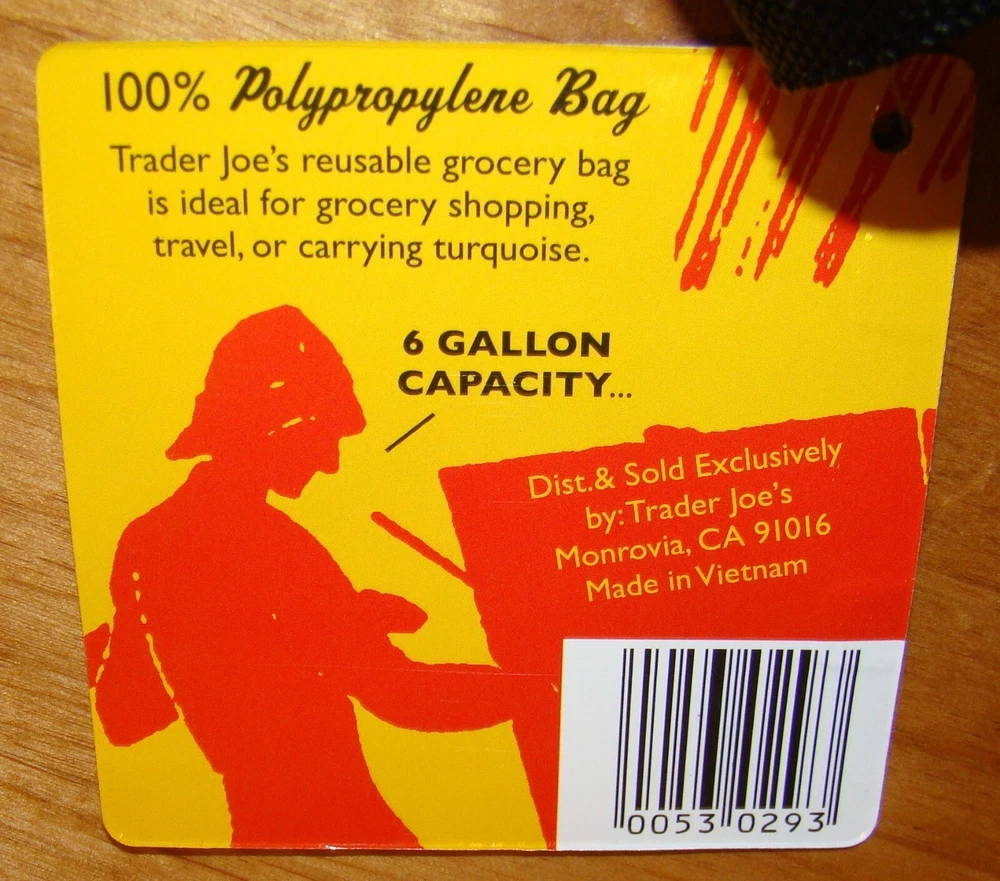 100% Polypropylene Bag
Trader Joe's reusable grocery bag
is ideal for grocery shopping,
travel, or carrying turquoise.
6 GALLON
CAPACITY...
Dist.& Sold Exclusively
by: Trader Joe's
Monrovia, CA 91016
Made in Vietnam
0053 0293